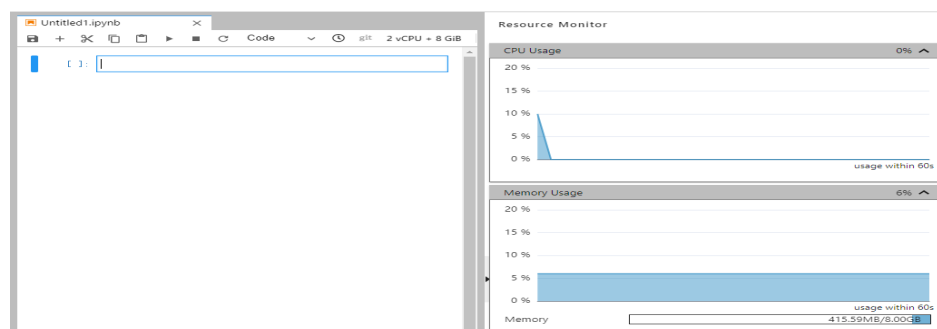 Untitled1.ipynb
Code git 2 vCPU + 8 GiB
[ ]:
Resource Monitor
CPU Usage 0%
20 %
15 %
10 %
5 %
0 %
usage within 60s
Memory Usage 6%
20 %
15 %
10 %
5 %
0 %
usage within 60s
Memory 415.59MB/8.00GB